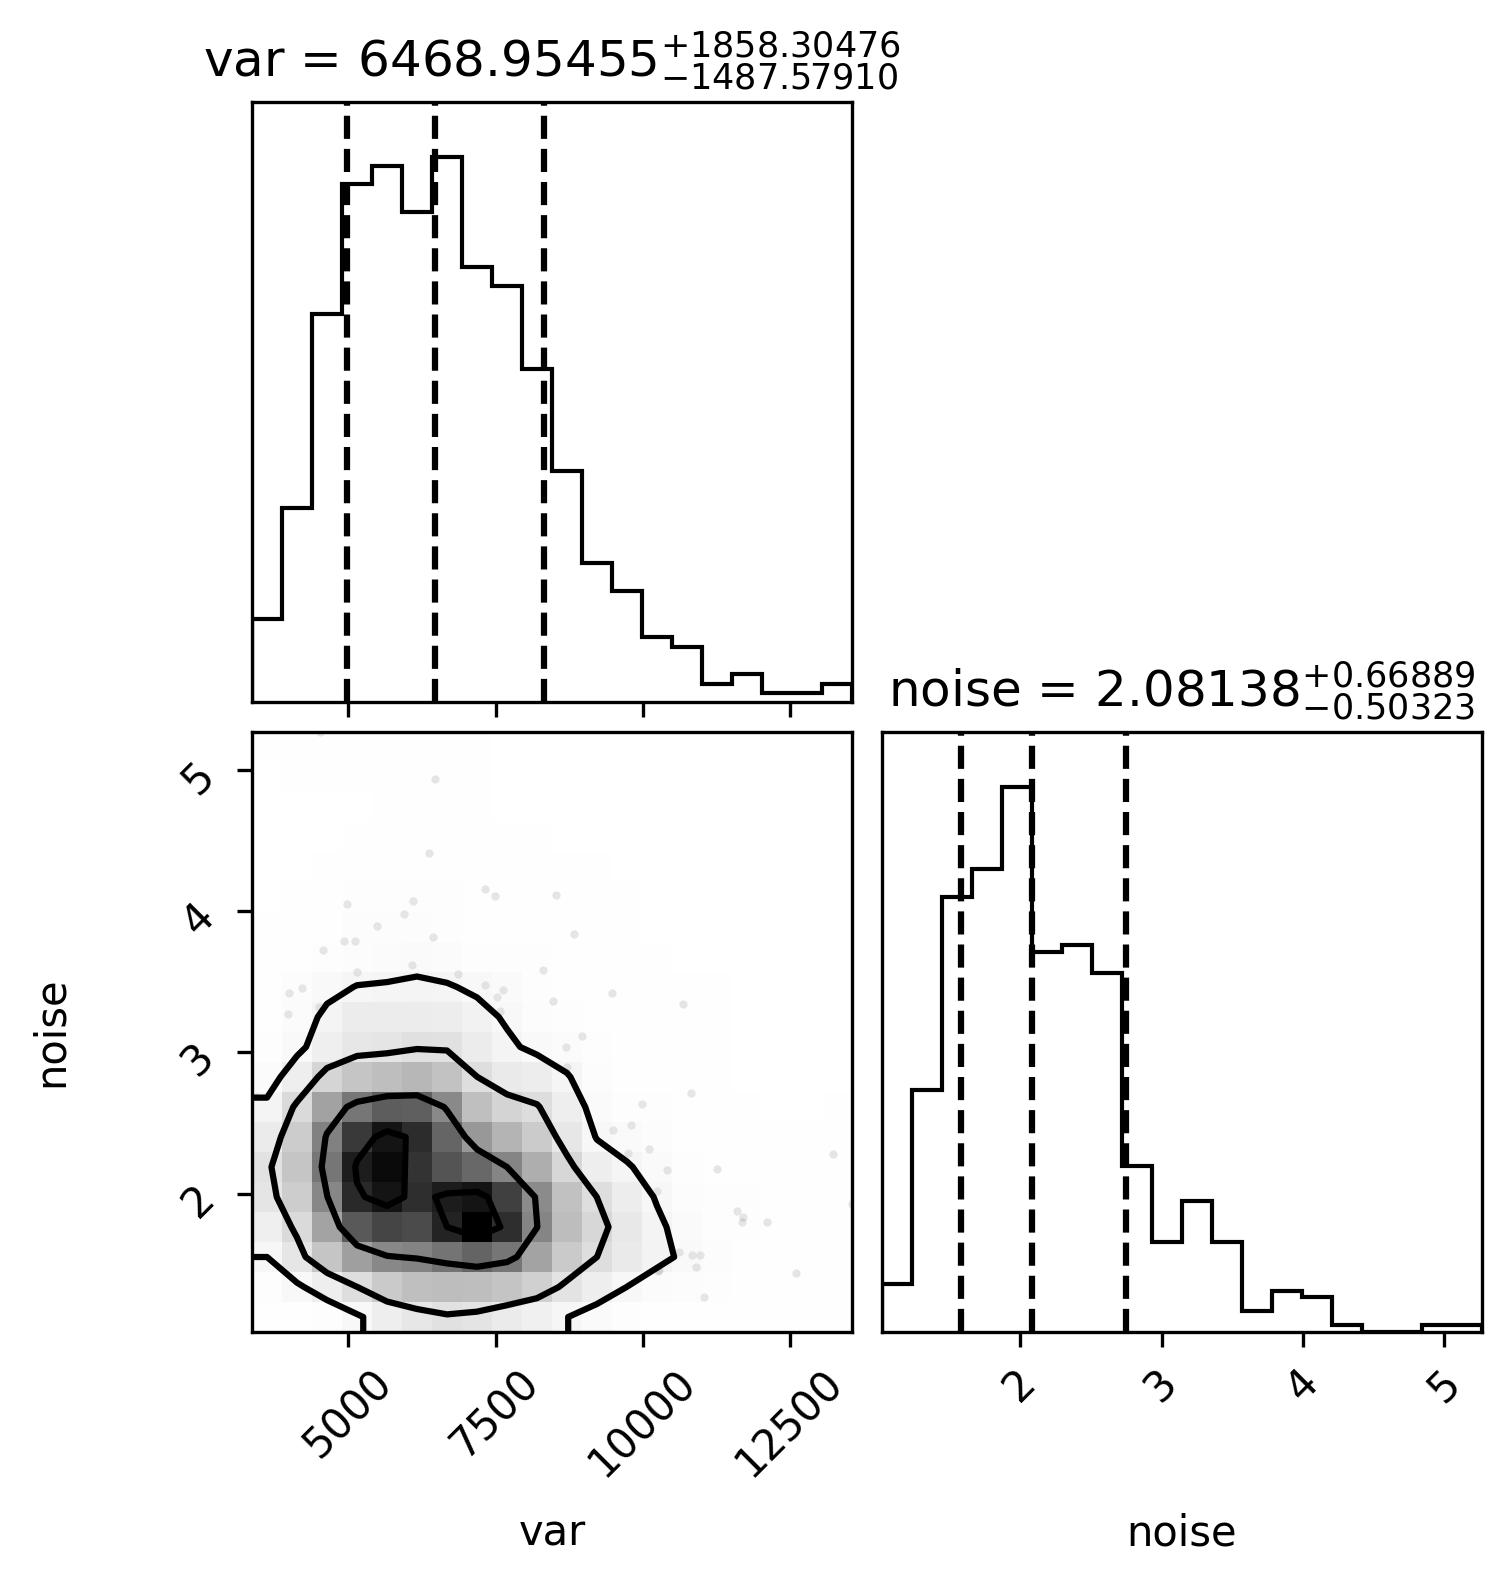 var = 6468.95455+1858.30476
−1487.57910
noise = 2.08138+0.66889
−0.50323
5
4
3
2
noise
5000 7500 10000 12500
var
2 3 4 5
noise